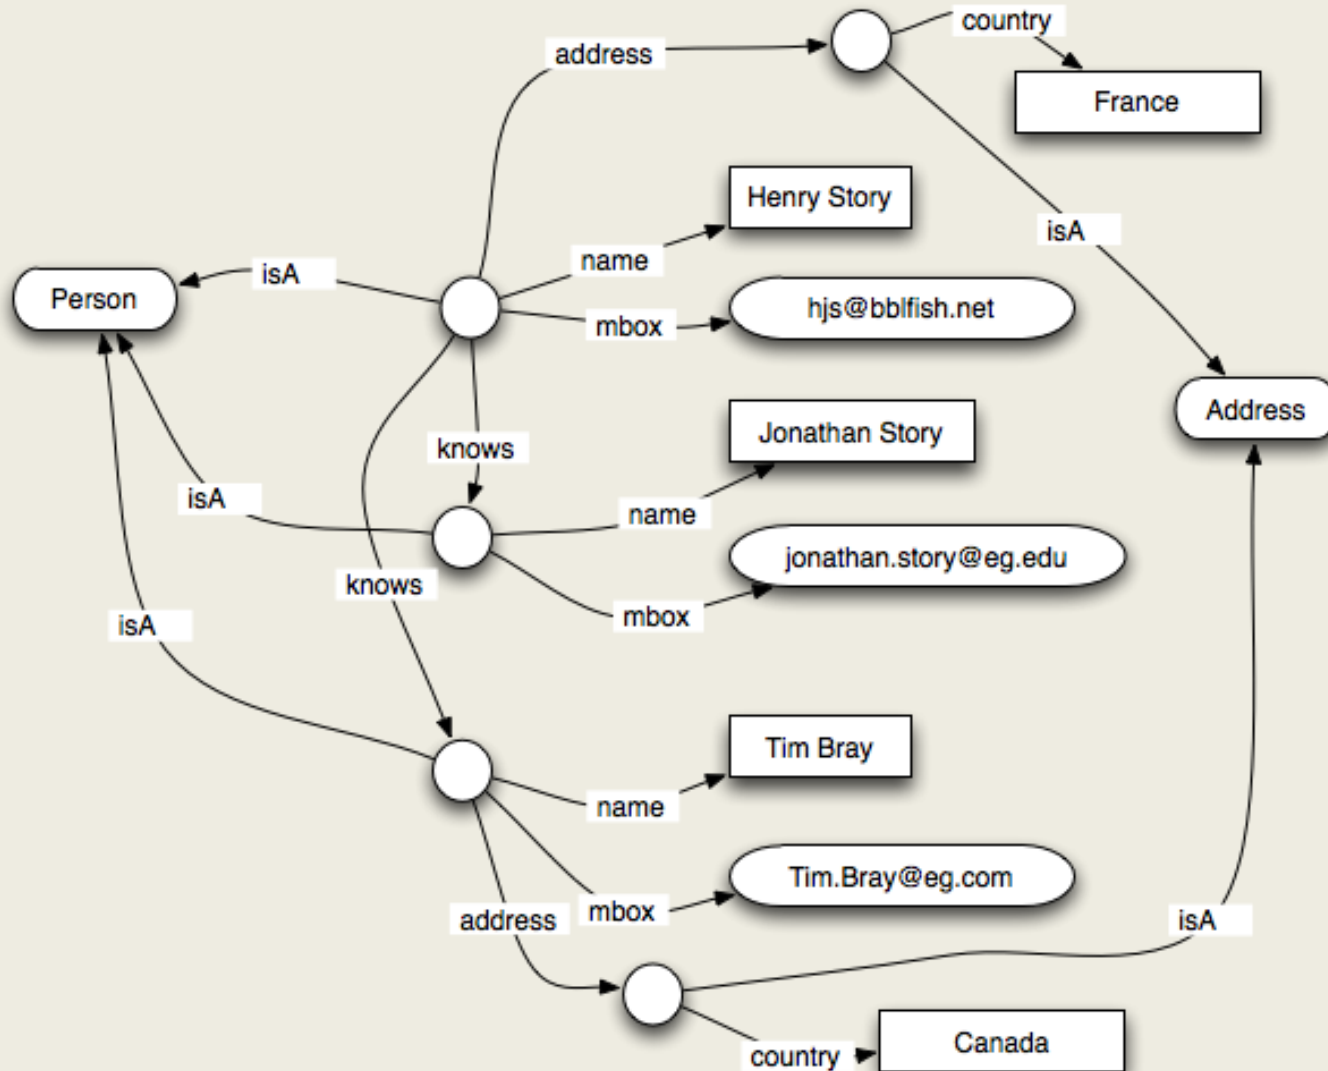 country
address
France
Henry Story
isA
name
isA
Person
hjs@bblfish.net
mbox
Address
Jonathan Story
knows
isA
name
jonathan.story@eg.edu
knows
mbox
isA
Tim Bray
name
Tim.Bray@eg.com
mbox
address
isA
Canada
country